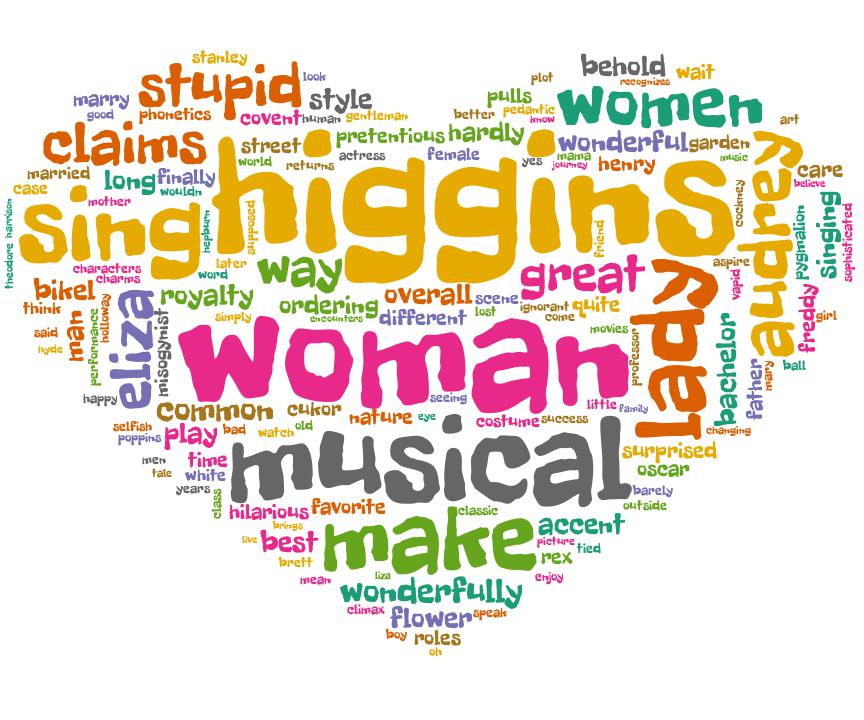 stanley
behold
recognizes
wait
stupid
look
plot
marry
style
pulls
women
good
phonetics
covent
human
gentleman
better
pedantic
know
art
claims
street
pretentious
hardly
wonderful
garden
world
returns
actress
female
yes
mama
journey
henry
music
married
long
finally
higgins
care
case
wouldn
believe
mother
audrey
cockney
sing
hepburn
supposed
friend
theodore
harrison
pygmalion
singing
sophisticated
later
way
characters
charms
word
great
lady
aspire
vapid
bikel
royalty
ordering
overall
scene
ignorant
quite
think
simply
encounters
different
lost
come
freddy
girl
said
man
holloway
eliza
misogynist
movies
professor
hyde
performance
woman
bachelor
father
mary
ball
happy
seeing
little
family
common
cukor
nature
eye
costume
success
selfish
poppins
play
bad
watch
old
changing
musical
surprised
men
time
oscar
tale
white
years
class
barely
outside
hilarious
favorite
classic
brings
make
accent
live
best
picture
tied
brett
rex
mean
liza
enjoy
wonderfully
climax
flower
speak
boy
roles
oh